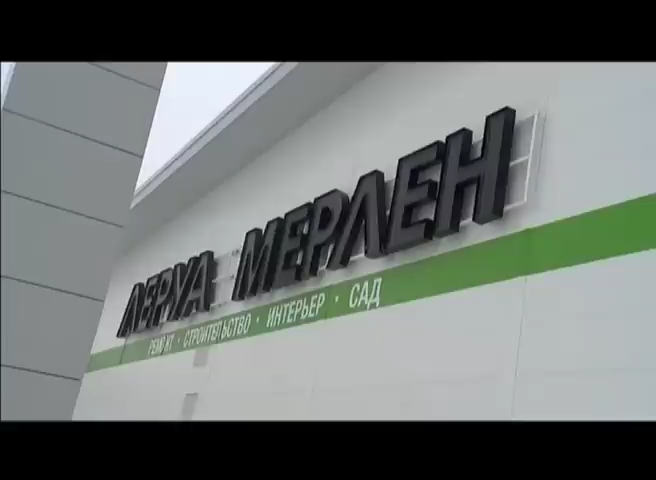 ЛЕРУА МЕРЛЕН
РЕМОНТ · СТРОИТЕЛЬСТВО · ИНТЕРЬЕР · САД